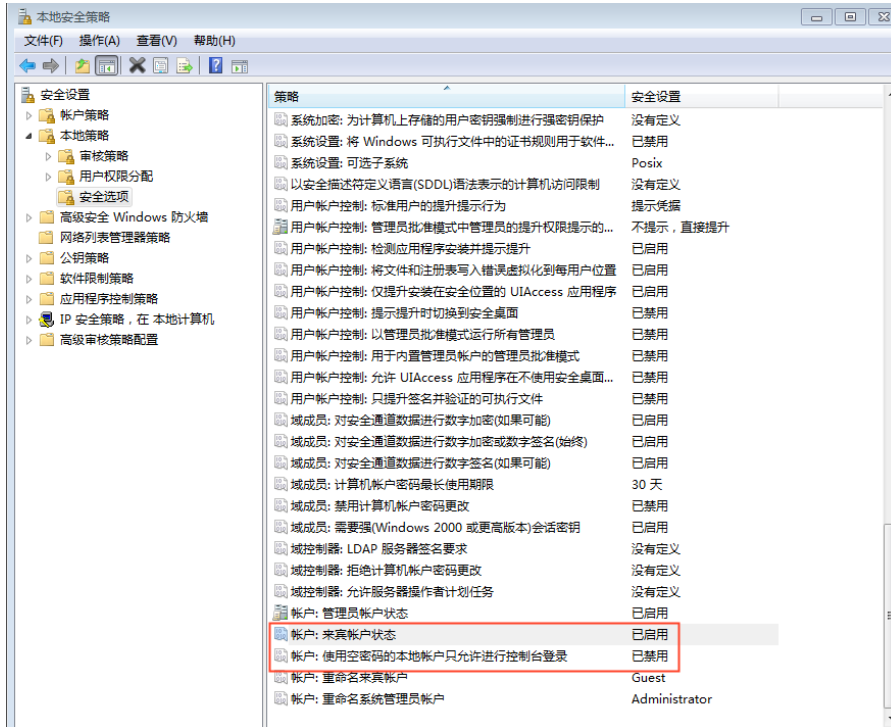 本地安全策略
文件(F) 操作(A) 查看(V) 帮助(H)
安全设置
帐户策略
本地策略
审核策略
用户权限分配
安全选项
高级安全 Windows 防火墙
网络列表管理器策略
公钥策略
软件限制策略
应用程序控制策略
IP 安全策略，在 本地计算机
高级审核策略配置
策略 安全设置
系统加密: 为计算机上存储的用户密钥强制进行强密钥保护 没有定义
系统设置: 将 Windows 可执行文件中的证书规则用于软件... 已禁用
系统设置: 可选子系统 Posix
以安全描述符定义语言(SDDL)语法表示的计算机访问限制 没有定义
用户帐户控制: 标准用户的提升提示行为 提示凭据
用户帐户控制: 管理员批准模式中管理员的提升权限提示的... 不提示，直接提升
用户帐户控制: 检测应用程序安装并提示提升 已启用
用户帐户控制: 将文件和注册表写入错误虚拟化到每用户位置 已启用
用户帐户控制: 仅提升安装在安全位置的 UIAccess 应用程序 已启用
用户帐户控制: 提示提升时切换到安全桌面 已禁用
用户帐户控制: 以管理员批准模式运行所有管理员 已禁用
用户帐户控制: 用于内置管理员帐户的管理员批准模式 已禁用
用户帐户控制: 允许 UIAccess 应用程序在不使用安全桌面... 已禁用
用户帐户控制: 只提升签名并验证的可执行文件 已禁用
域成员: 对安全通道数据进行数字加密(如果可能) 已启用
域成员: 对安全通道数据进行数字加密或数字签名(始终) 已启用
域成员: 对安全通道数据进行数字签名(如果可能) 已启用
域成员: 计算机帐户密码最长使用期限 30 天
域成员: 禁用计算机帐户密码更改 已禁用
域成员: 需要强(Windows 2000 或更高版本)会话密钥 已启用
域控制器: LDAP 服务器签名要求 没有定义
域控制器: 拒绝计算机帐户密码更改 没有定义
域控制器: 允许服务器操作者计划任务 没有定义
帐户: 管理员帐户状态 已启用
帐户: 来宾帐户状态 已启用
帐户: 使用空密码的本地帐户只允许进行控制台登录 已禁用
帐户: 重命名来宾帐户 Guest
帐户: 重命名系统管理员帐户 Administrator